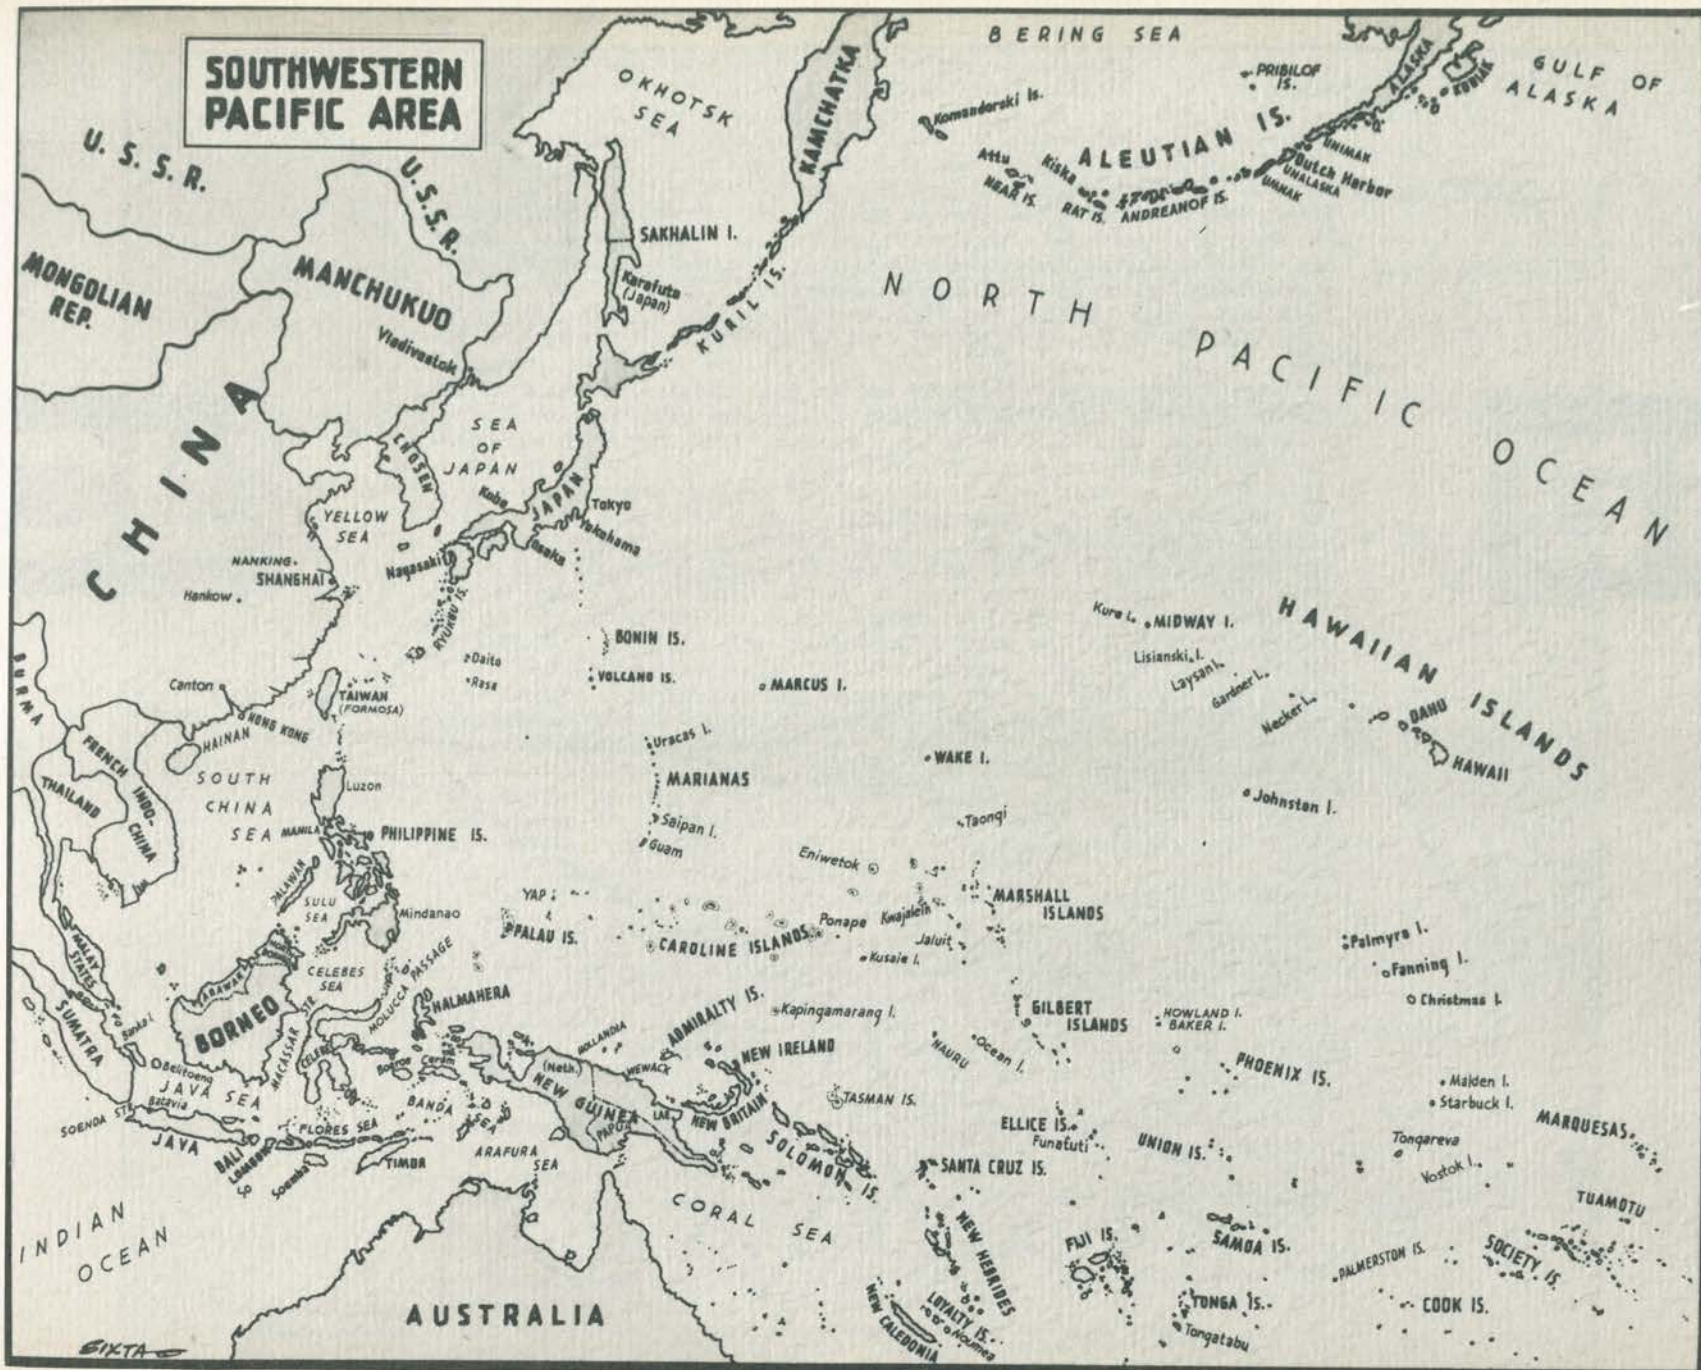 SOUTHWESTERN
PACIFIC AREA
U. S. S. R.
U.S.S.R.
OKHOTSK
SEA
KAMCHATKA
BERING SEA
PRIBILOF
IS.
ALASKA
KODIAK
GULF OF
ALASKA
Komandorski Is.
ALEUTIAN IS.
Attu
NEAR IS.
Kiska
RAT IS.
ANDREANOF IS.
UNIMAK
Dutch Harbor
UNALASKA
UMNAK
SAKHALIN I.
Karafuto
(Japan)
KURIL IS.
MONGOLIAN
REP.
MANCHUKUO
Vladivostok
NORTH PACIFIC OCEAN
CHINA
SEA
OF
JAPAN
CHOSEN
YELLOW
SEA
Kobe
JAPAN
Tokyo
Yokohama
Osaka
Nagasaki
NANKING
SHANGHAI
Hankow
RYUKYU IS.
BONIN IS.
Daito
Rasa
VOLCANO IS.
MARCUS I.
Kure I.
MIDWAY I.
HAWAIIAN ISLANDS
Lisianski I.
Laysan I.
Gardner I.
Necker I.
OAHU
HAWAII
BURMA
Canton
TAIWAN
(FORMOSA)
HONG KONG
HAINAN
FRENCH
INDO-
CHINA
THAILAND
SOUTH
CHINA
SEA
Luzon
MANILA
PHILIPPINE IS.
Uracas I.
MARIANAS
Saipan I.
Guam
WAKE I.
Johnston I.
Taongi
Eniwetok
PALAWAN
SULU
SEA
Mindanao
YAP
PALAU IS.
CAROLINE ISLANDS
Ponape
Kwajalein
MARSHALL
ISLANDS
Jaluit
Kusaie I.
Palmyra I.
Fanning I.
Christmas I.
MALAY
STATES
SUMATRA
Banka I.
SARAWAK
BORNEO
CELEBES
SEA
MACASSAR STR.
MOLUCCA PASSAGE
HALMAHERA
ADMIRALTY IS.
Kapingamarang I.
GILBERT
ISLANDS
HOWLAND I.
BAKER I.
NAURU
Ocean I.
PHOENIX IS.
HOLLANDIA
WEWACK
NEW IRELAND
Belitoeng
JAVA SEA
Batavia
CELEBES
Boeroe
Ceram
(Neth.)
NEW GUINEA
PAPUA
LAE
NEW BRITAIN
TASMAN IS.
Malden I.
Starbuck I.
MARQUESAS
SOENDA STR.
JAVA
BALI
LOMBOK
FLORES SEA
BANDA
SEA
Soemba
TIMOR
ARAFURA
SEA
SOLOMON IS.
ELLICE IS.
Funafuti
UNION IS.
Tongareva
Vostok I.
SANTA CRUZ IS.
TUAMOTU
INDIAN
OCEAN
CORAL SEA
NEW HEBRIDES
FIJI IS.
SAMOA IS.
PALMERSTON IS.
SOCIETY IS.
AUSTRALIA
NEW CALEDONIA
LOYALTY IS.
Noumea
TONGA IS.
Tongatabu
COOK IS.
SIXTA